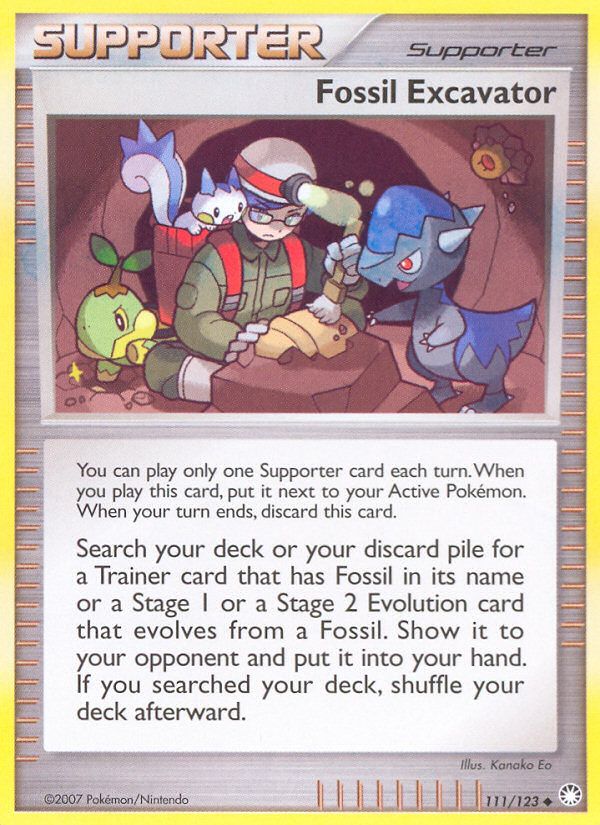 SUPPORTER
Supporter
Fossil Excavator
You can play only one Supporter card each turn. When
you play this card, put it next to your Active Pokémon.
When your turn ends, discard this card.
Search your deck or your discard pile for
a Trainer card that has Fossil in its name
or a Stage 1 or a Stage 2 Evolution card
that evolves from a Fossil. Show it to
your opponent and put it into your hand.
If you searched your deck, shuffle your
deck afterward.
Illus. Kanako Eo
©2007 Pokémon/Nintendo
111/123